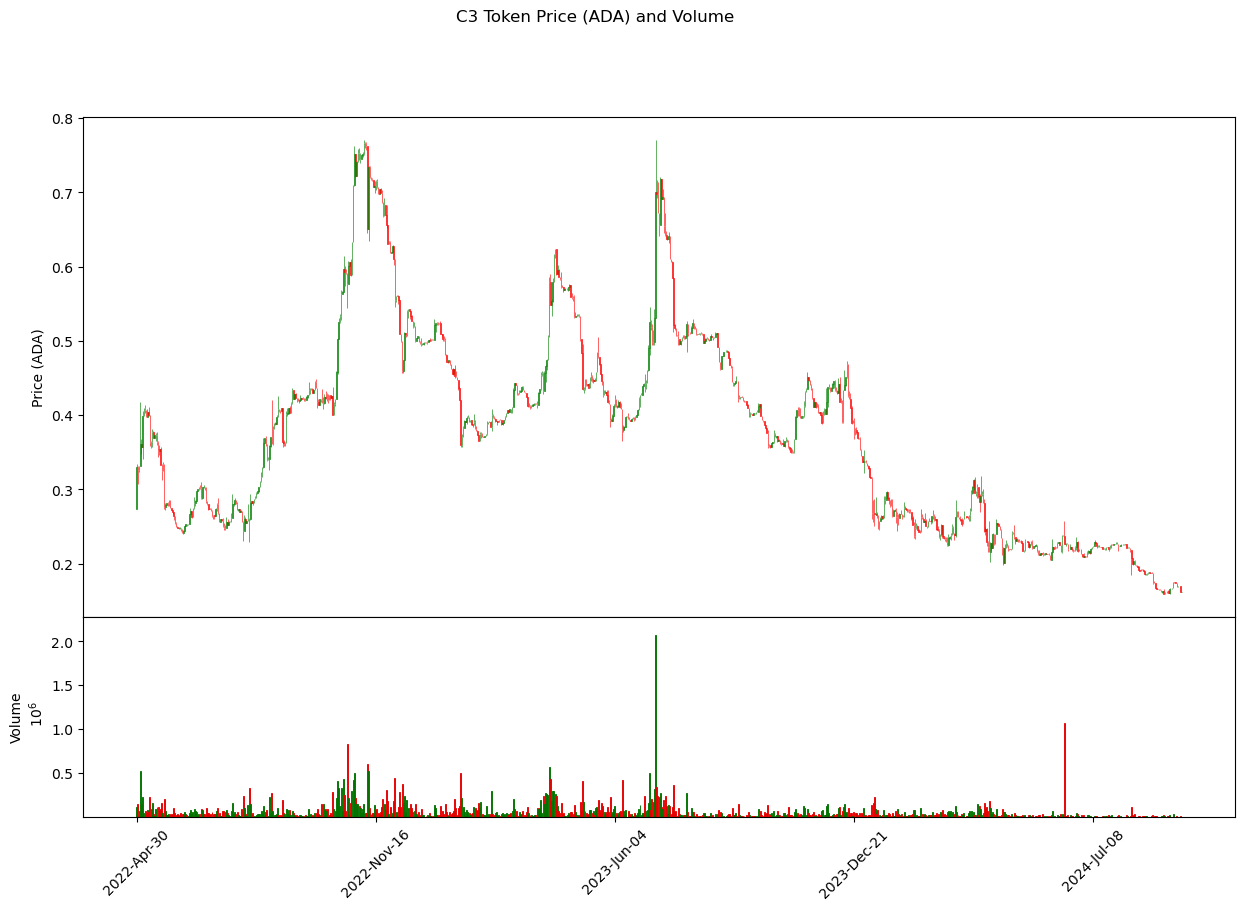 C3 Token Price (ADA) and Volume
0.8
0.7
0.6
0.5
0.4
0.3
0.2
Price (ADA)
2.0
1.5
1.0
0.5
Volume
10⁶
2022-Apr-30
2022-Nov-16
2023-Jun-04
2023-Dec-21
2024-Jul-08